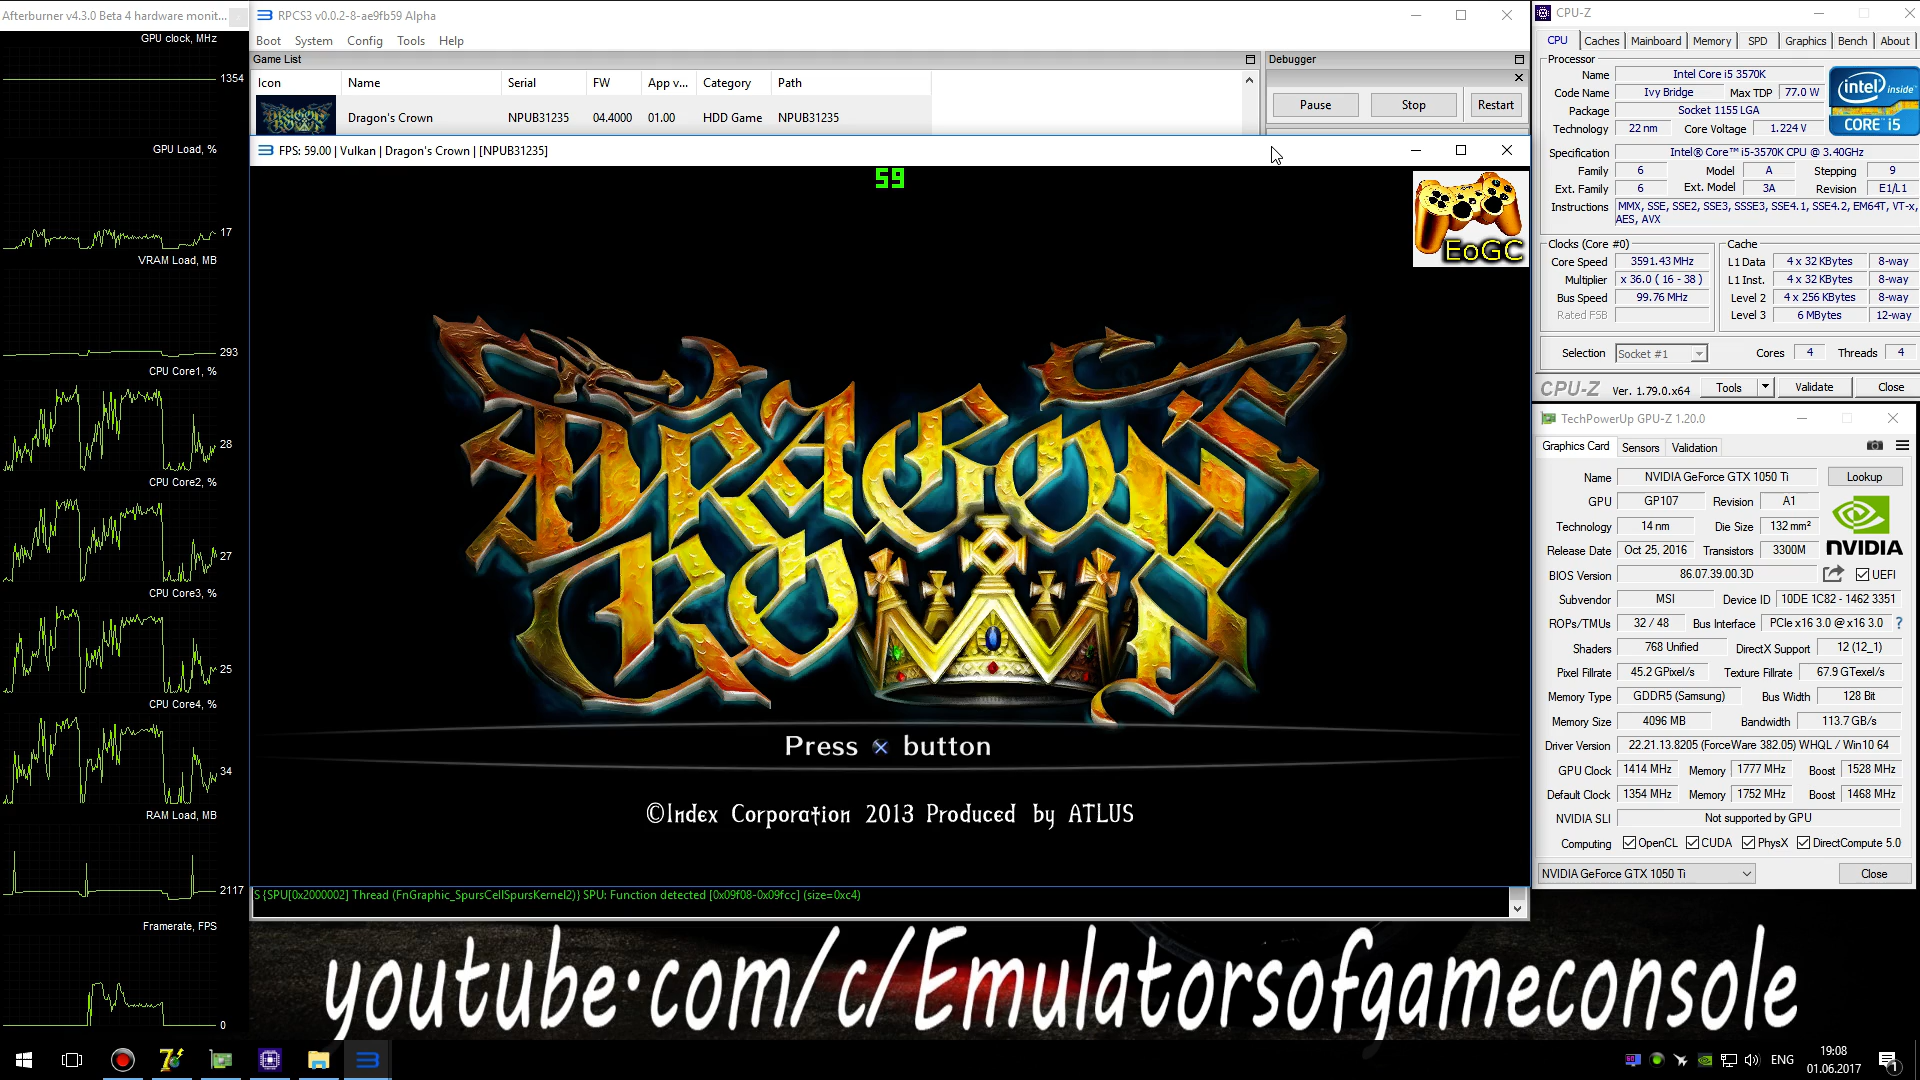 Afterburner v4.3.0 Beta 4 hardware monit...
GPU clock, MHz
1354
GPU Load, %
17
VRAM Load, MB
293
CPU Core1, %
28
CPU Core2, %
27
CPU Core3, %
25
CPU Core4, %
34
RAM Load, MB
2117
Framerate, FPS
0
RPCS3 v0.0.2-8-ae9fb59 Alpha
Boot System Config Tools Help
Game List
Icon Name Serial FW App v... Category Path
DRAGON'S CROWN
Dragon's Crown NPUB31235 04.4000 01.00 HDD Game NPUB31235
Debugger
Pause Stop Restart
FPS: 59.00 | Vulkan | Dragon's Crown | [NPUB31235]
59
EoGC
DRAGON'S
CROWN
Press button
©Index Corporation 2013 Produced by ATLUS
S {SPU[0x2000002] Thread (FnGraphic_SpursCellSpursKernel2)} SPU: Function detected [0x09f08-0x09fcc] (size=0xc4)
youtube.com/c/Emulatorsofgameconsole
CPU-Z
CPU Caches Mainboard Memory SPD Graphics Bench About
Processor
Name Intel Core i5 3570K
Code Name Ivy Bridge Max TDP 77.0 W
Package Socket 1155 LGA
Technology 22 nm Core Voltage 1.224 V
intel inside
CORE i5
Specification Intel® Core™ i5-3570K CPU @ 3.40GHz
Family 6 Model A Stepping 9
Ext. Family 6 Ext. Model 3A Revision E1/L1
Instructions MMX, SSE, SSE2, SSE3, SSSE3, SSE4.1, SSE4.2, EM64T, VT-x,
AES, AVX
Clocks (Core #0)
Core Speed 3591.43 MHz
Multiplier x 36.0 ( 16 - 38 )
Bus Speed 99.76 MHz
Rated FSB
Cache
L1 Data 4 x 32 KBytes 8-way
L1 Inst. 4 x 32 KBytes 8-way
Level 2 4 x 256 KBytes 8-way
Level 3 6 MBytes 12-way
Selection Socket #1 Cores 4 Threads 4
CPU-Z Ver. 1.79.0.x64 Tools Validate Close
TechPowerUp GPU-Z 1.20.0
Graphics Card Sensors Validation
Name NVIDIA GeForce GTX 1050 Ti Lookup
GPU GP107 Revision A1
Technology 14 nm Die Size 132 mm²
Release Date Oct 25, 2016 Transistors 3300M
NVIDIA
BIOS Version 86.07.39.00.3D UEFI
Subvendor MSI Device ID 10DE 1C82 - 1462 3351
ROPs/TMUs 32 / 48 Bus Interface PCIe x16 3.0 @ x16 3.0 ?
Shaders 768 Unified DirectX Support 12 (12_1)
Pixel Fillrate 45.2 GPixel/s Texture Fillrate 67.9 GTexel/s
Memory Type GDDR5 (Samsung) Bus Width 128 Bit
Memory Size 4096 MB Bandwidth 113.7 GB/s
Driver Version 22.21.13.8205 (ForceWare 382.05) WHQL / Win10 64
GPU Clock 1414 MHz Memory 1777 MHz Boost 1528 MHz
Default Clock 1354 MHz Memory 1752 MHz Boost 1468 MHz
NVIDIA SLI Not supported by GPU
Computing OpenCL CUDA PhysX DirectCompute 5.0
NVIDIA GeForce GTX 1050 Ti Close
ENG
19:08
01.06.2017
1